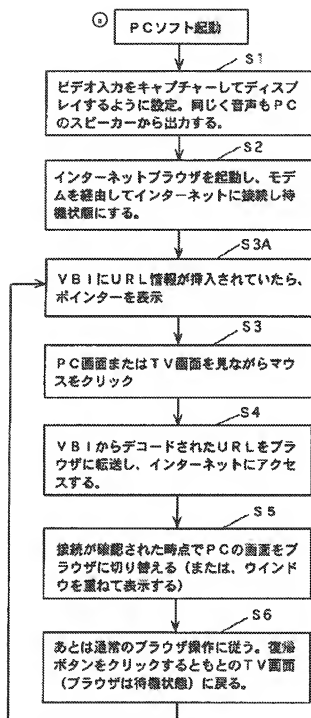 ⓐ
PCソフト起動
S1
ビデオ入力をキャプチャーしてディスプ
レイするように設定。同じく音声もPC
のスピーカーから出力する。
S2
インターネットブラウザを起動し、モデ
ムを経由してインターネットに接続し待
機状態にする。
S3A
VBIにURL情報が挿入されていたら、
ポインターを表示
S3
PC画面またはTV画面を見ながらマウ
スをクリック
S4
VBIからデコードされたURLをブラ
ウザに転送し、インターネットにアクセ
スする。
S5
接続が確認された時点でPCの画面をブ
ラウザに切り替える(または、ウインド
ウを重ねて表示する)
S6
あとは通常のブラウザ操作に従う。復帰
ボタンをクリックするともとのTV画面
(ブラウザは待機状態)に戻る。